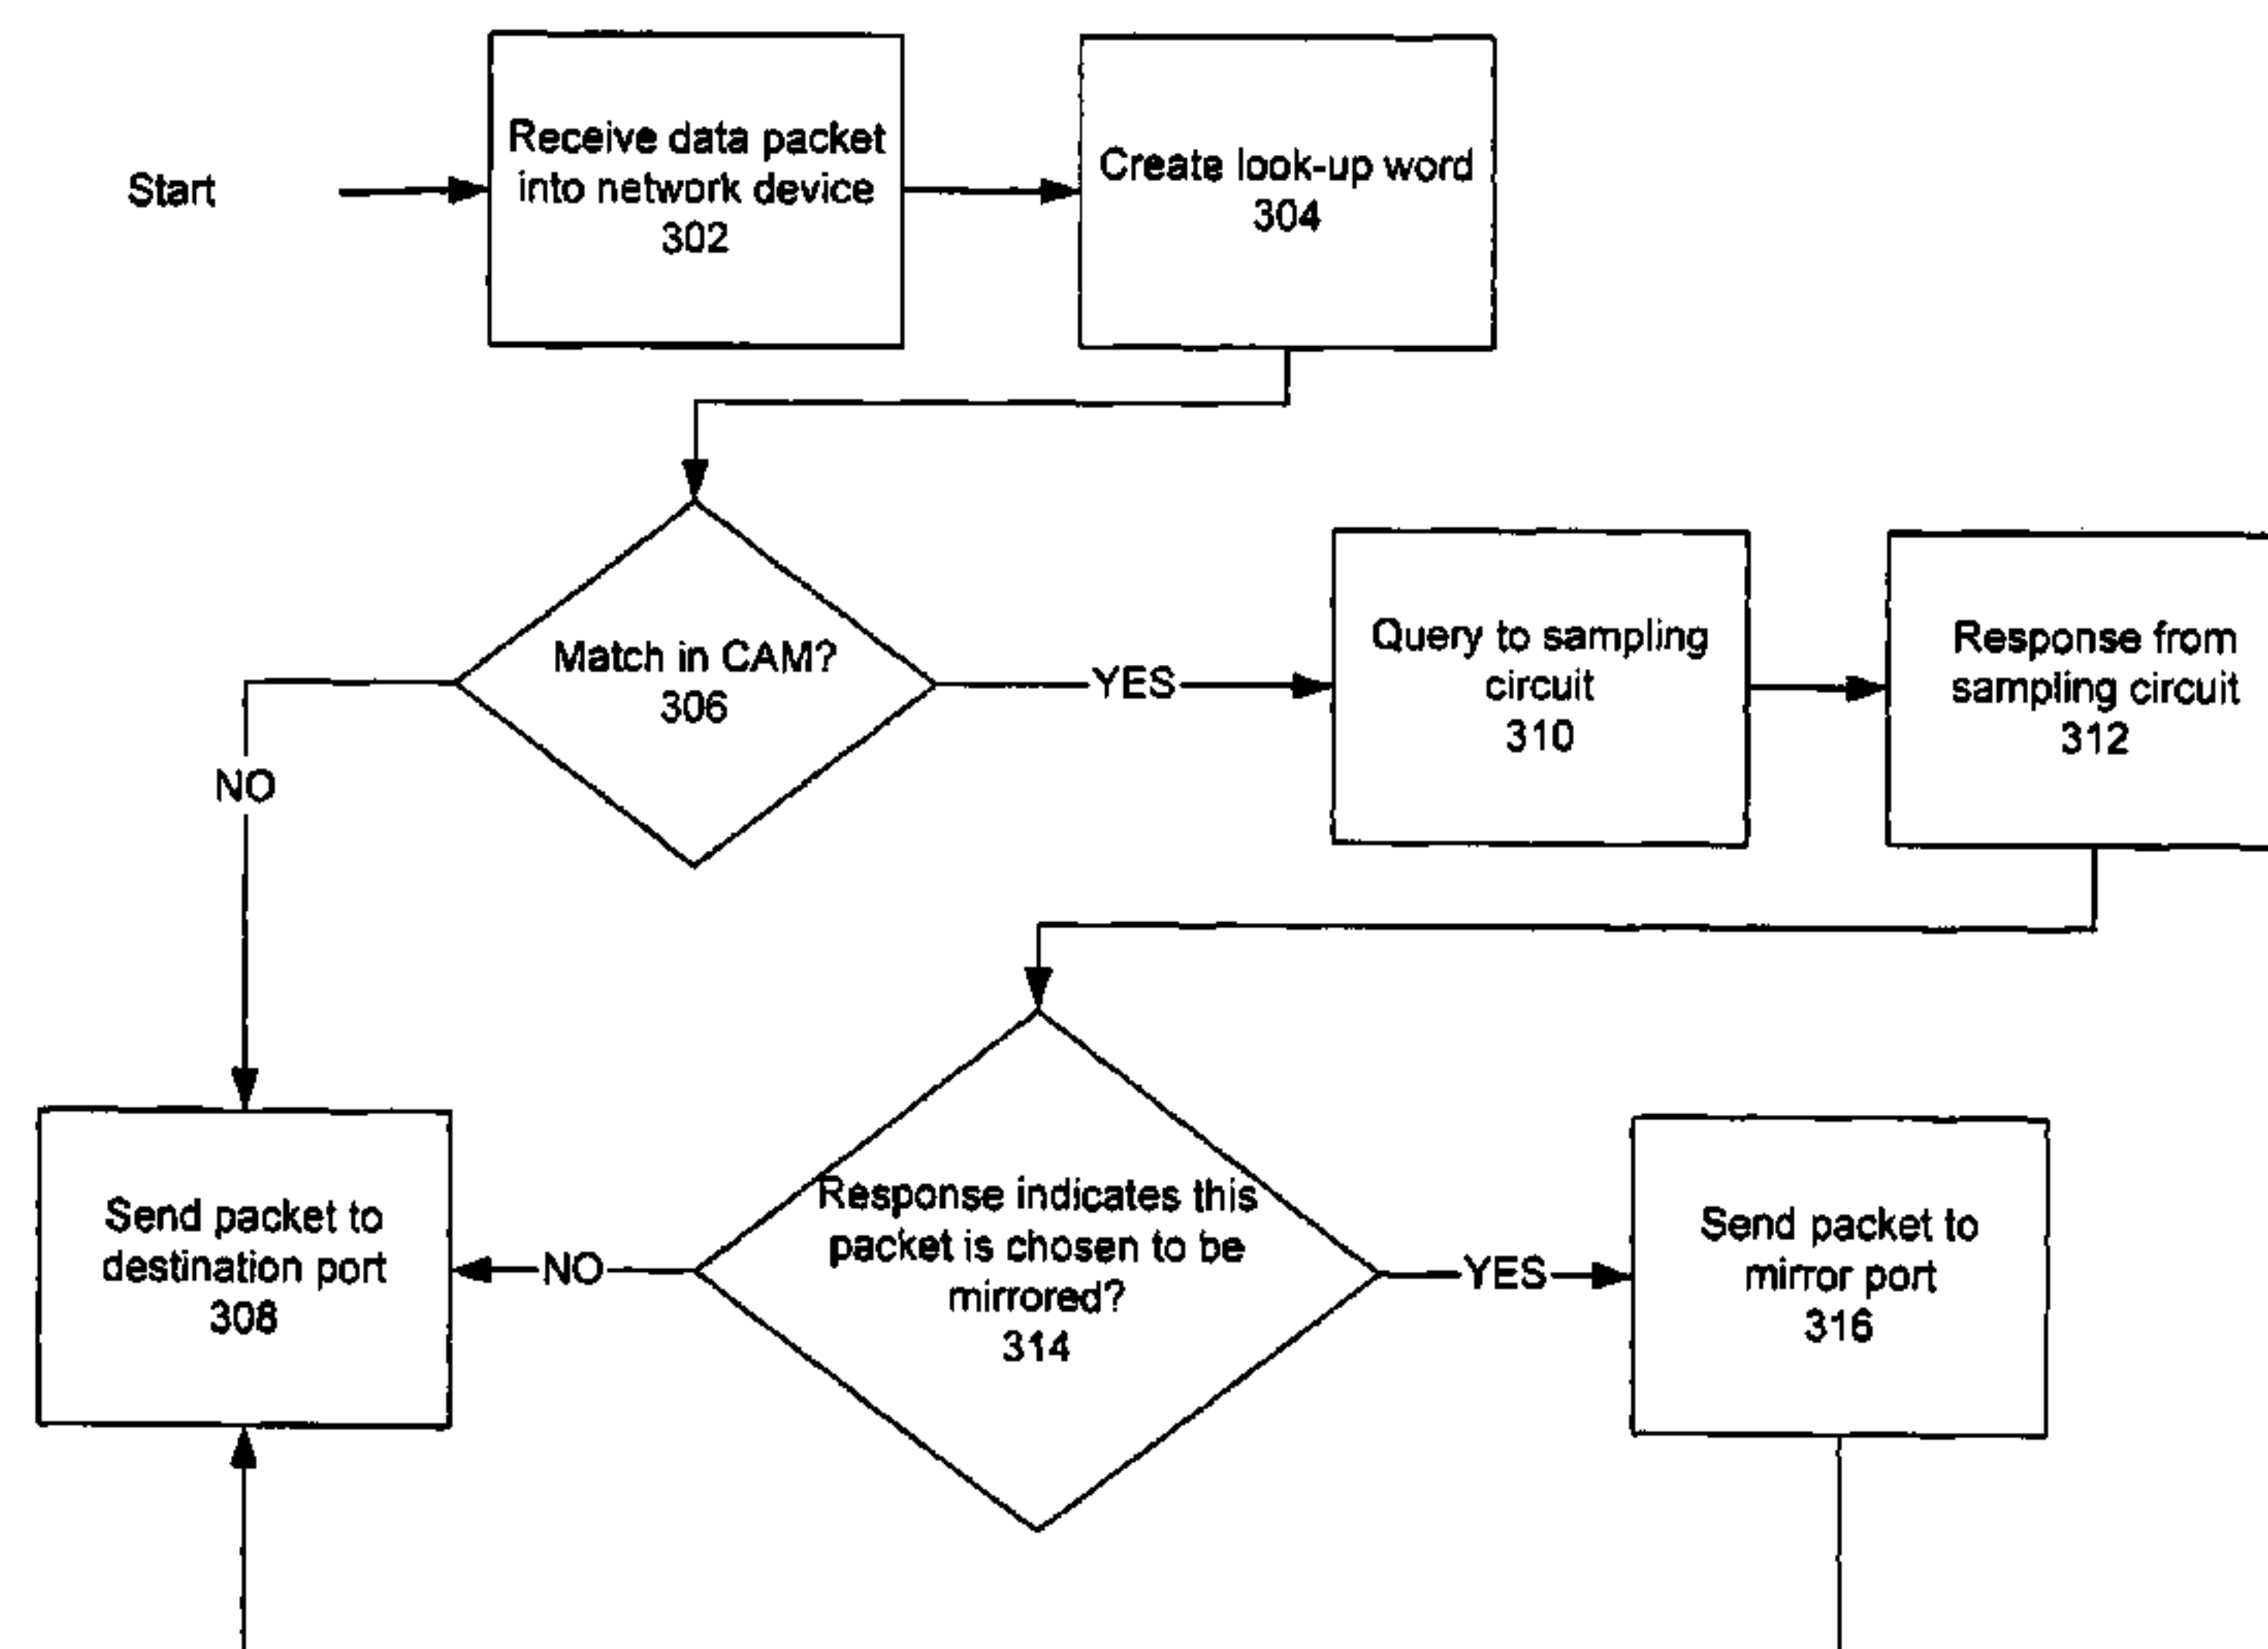 Start
Receive data packet
into network device
302
Create look-up word
304
Match in CAM?
306
YES
Query to sampling
circuit
310
Response from
sampling circuit
312
NO
Send packet to
destination port
308
NO
Response indicates this
packet is chosen to be
mirrored?
314
YES
Send packet to
mirror port
316